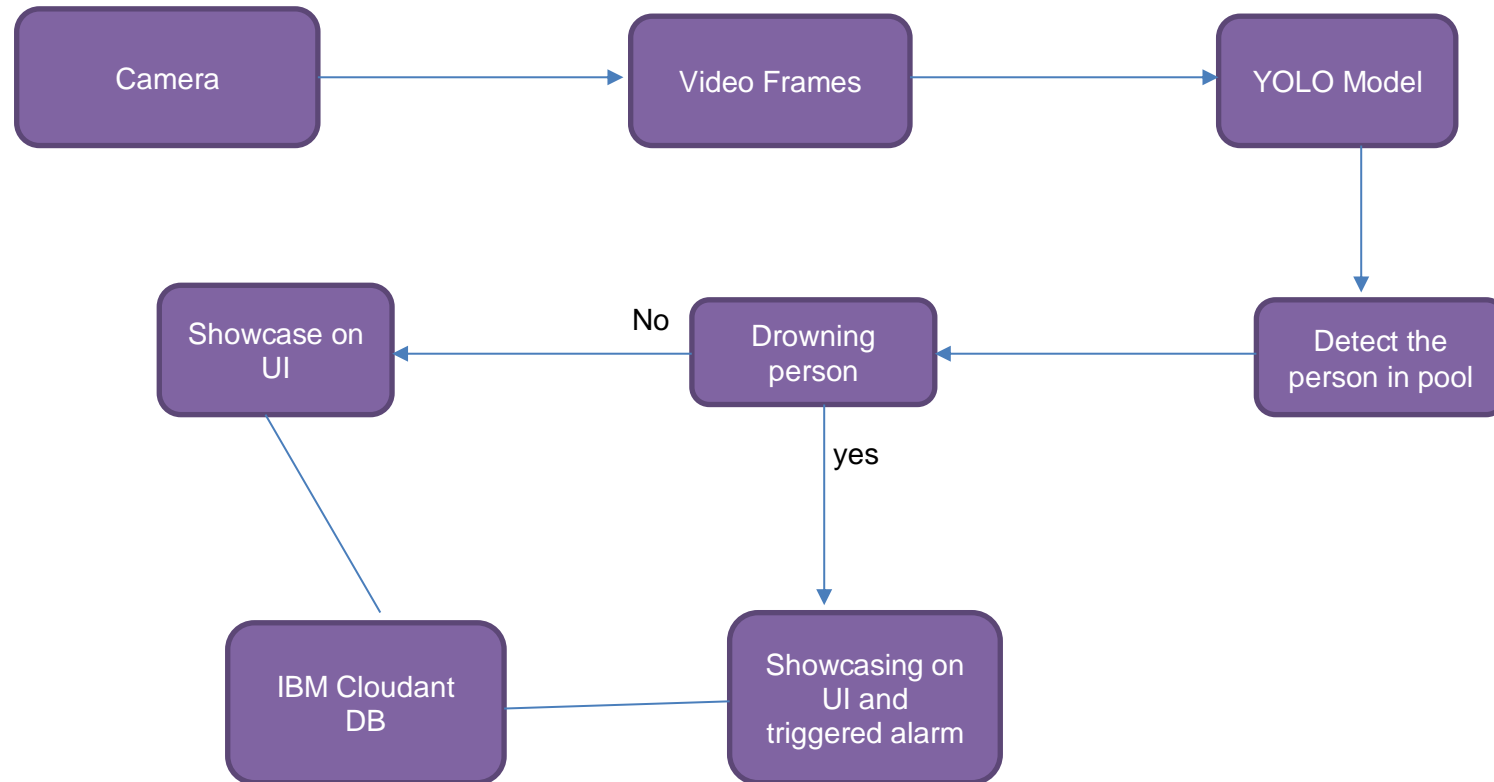 Camera
Video Frames
YOLO Model
Showcase on
UI
No
Drowning
person
Detect the
person in pool
yes
IBM Cloudant
DB
Showcasing on
UI and
triggered alarm